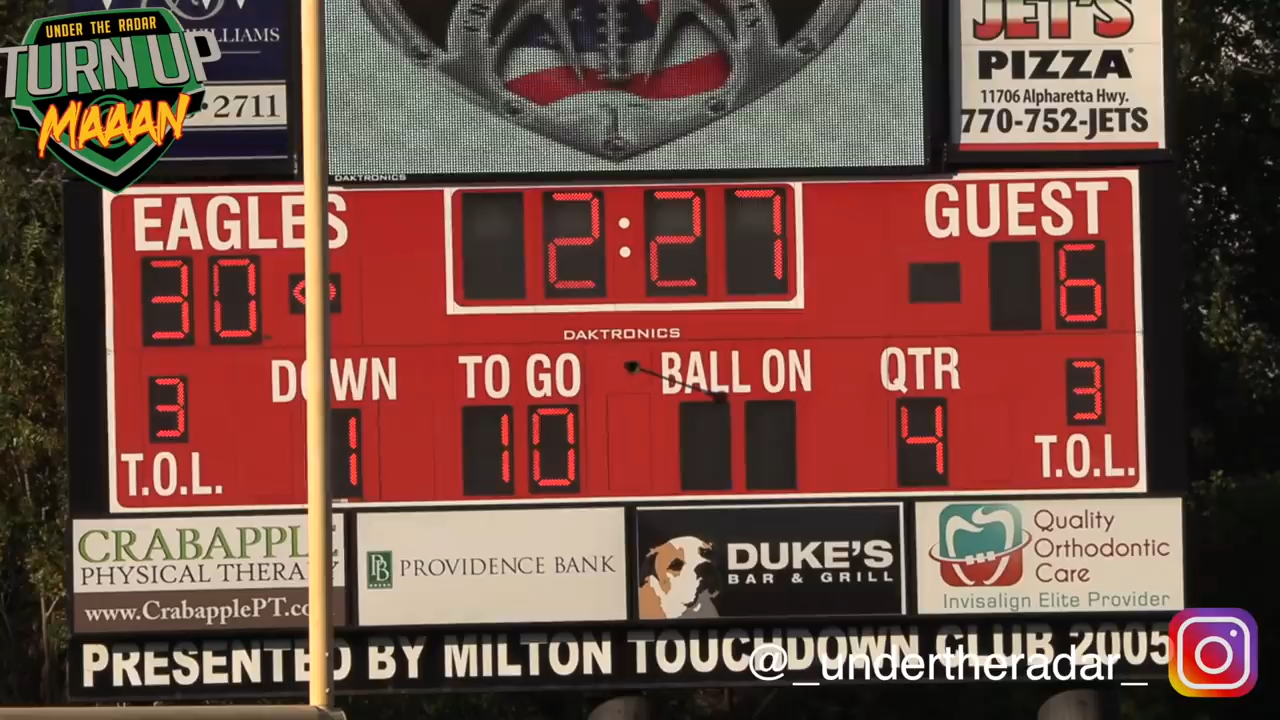 UNDER THE RADAR
TURN UP
MAAAN
2711
JET'S
PIZZA
11706 Alpharetta Hwy.
770-752-JETS
DAKTRONICS
EAGLES
2:27
GUEST
30
6
DAKTRONICS
DOWN
TO GO
BALL ON
QTR
3
1
10
4
3
T.O.L.
T.O.L.
CRABAPPL
PHYSICAL THERA
www.CrabapplePT.co
PB PROVIDENCE BANK
DUKE'S
BAR & GRILL
Quality
Orthodontic
Care
Invisalign Elite Provider
PRESENTED BY MILTON TOUCHDOWN CLUB 2005
@_undertheradar_